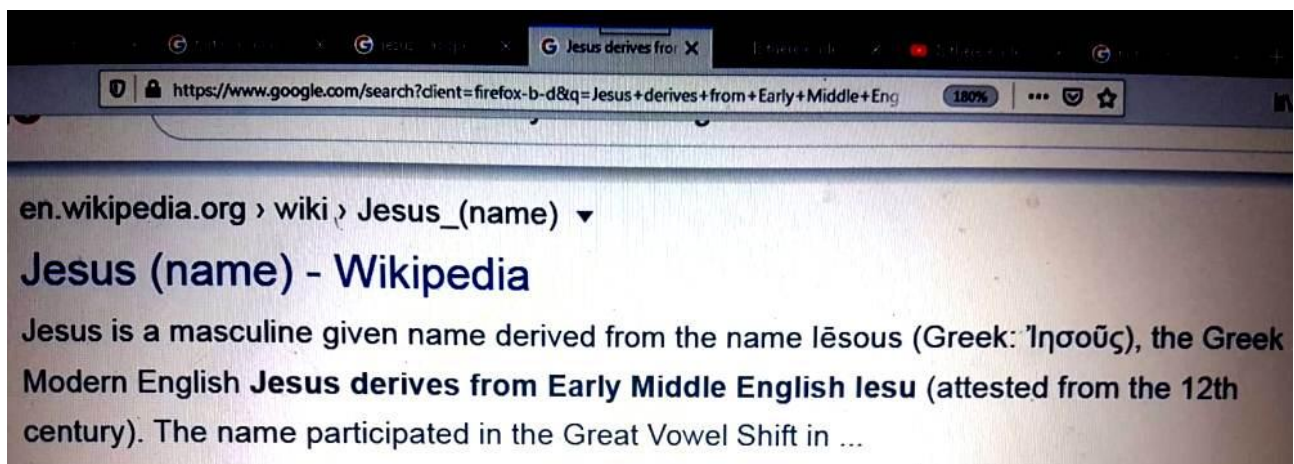 Jesus derives fror
https://www.google.com/search?client=firefox-b-d&q=Jesus+derives+from+Early+Middle+Eng 180%
en.wikipedia.org › wiki › Jesus_(name)
Jesus (name) - Wikipedia
Jesus is a masculine given name derived from the name Iēsous (Greek: Ἰησοῦς), the Greek
Modern English Jesus derives from Early Middle English Iesu (attested from the 12th
century). The name participated in the Great Vowel Shift in ...